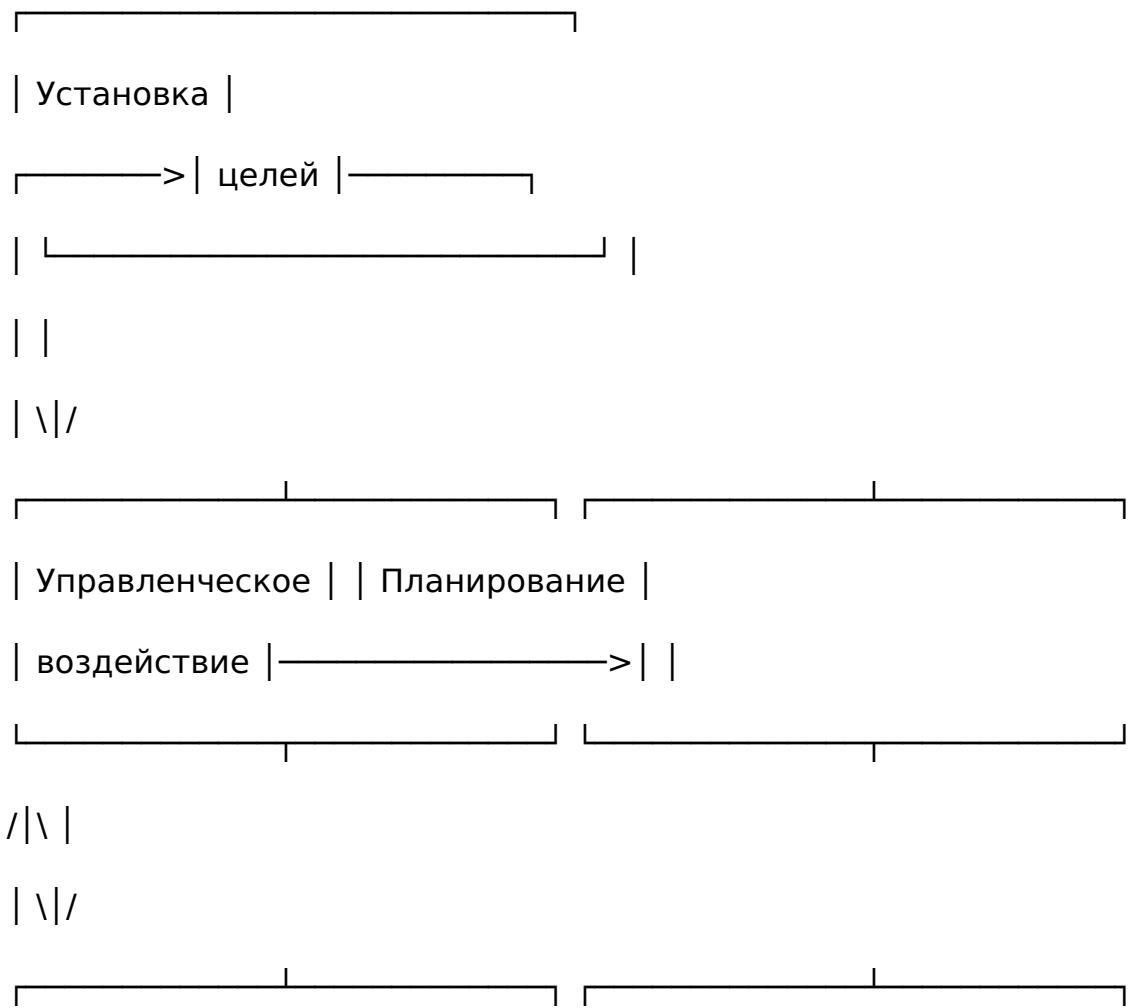 ┌─────────────────────────────┐
│ Установка │
┌───────>│ целей │─────────┐
│ └─────────────────────────────┘ │
│ │
│ \│/
┌──────────────┴──────────────┐ ┌───────────────┴─────────────┐
│ Управленческое │ │ Планирование │
│ воздействие │─────────────────>│ │
└──────────────┬──────────────┘ └───────────────┬─────────────┘
/│\ │
│ \│/
┌──────────────┴──────────────┐ ┌───────────────┴─────────────┐